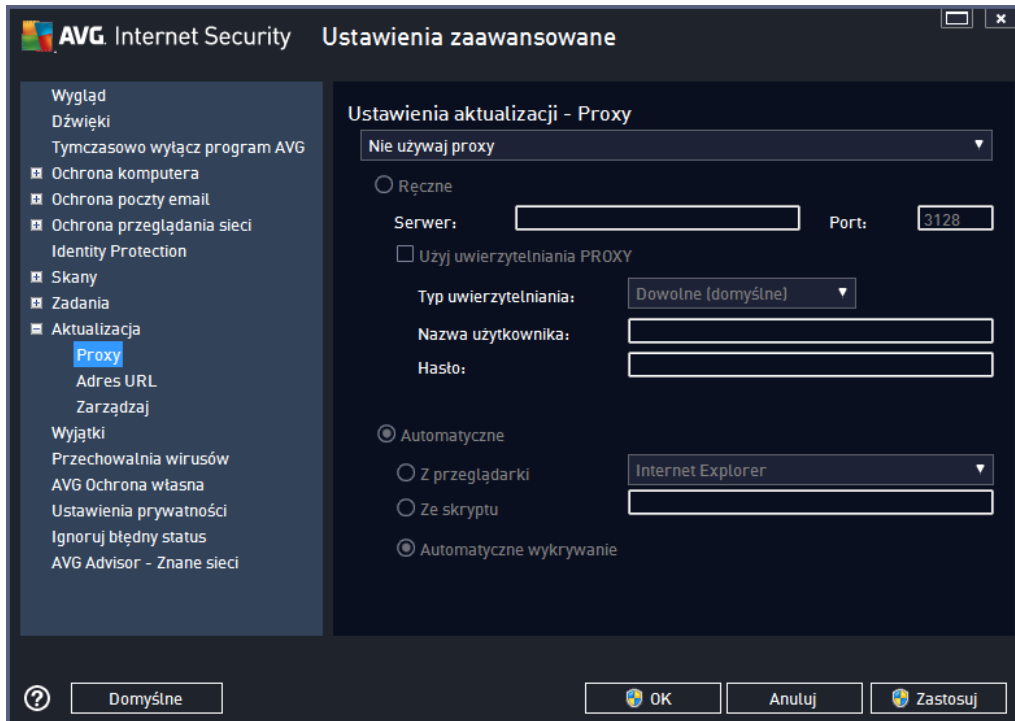 AVG. Internet Security Ustawienia zaawansowane
Wygląd
Dźwięki
Tymczasowo wyłącz program AVG
Ochrona komputera
Ochrona poczty email
Ochrona przeglądania sieci
Identity Protection
Skany
Zadania
Aktualizacja
Proxy
Adres URL
Zarządzaj
Wyjątki
Przechowalnia wirusów
AVG Ochrona własna
Ustawienia prywatności
Ignoruj błędny status
AVG Advisor - Znane sieci
Ustawienia aktualizacji - Proxy
Nie używaj proxy
Ręczne
Serwer: Port: 3128
Użyj uwierzytelniania PROXY
Typ uwierzytelniania: Dowolne (domyślne)
Nazwa użytkownika:
Hasło:
Automatyczne
Z przeglądarki Internet Explorer
Ze skryptu
Automatyczne wykrywanie
? Domyślne OK Anuluj Zastosuj